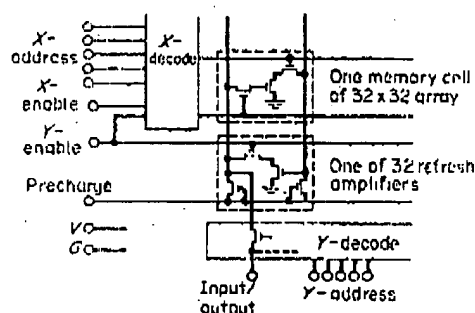 X-
address
X-
decode
X-
enable
Y-
enable
Precharge
V
G
One memory cell
of 32 x 32 array
One of 32 refresh
amplifiers
Y-decode
Input/
output
Y-address